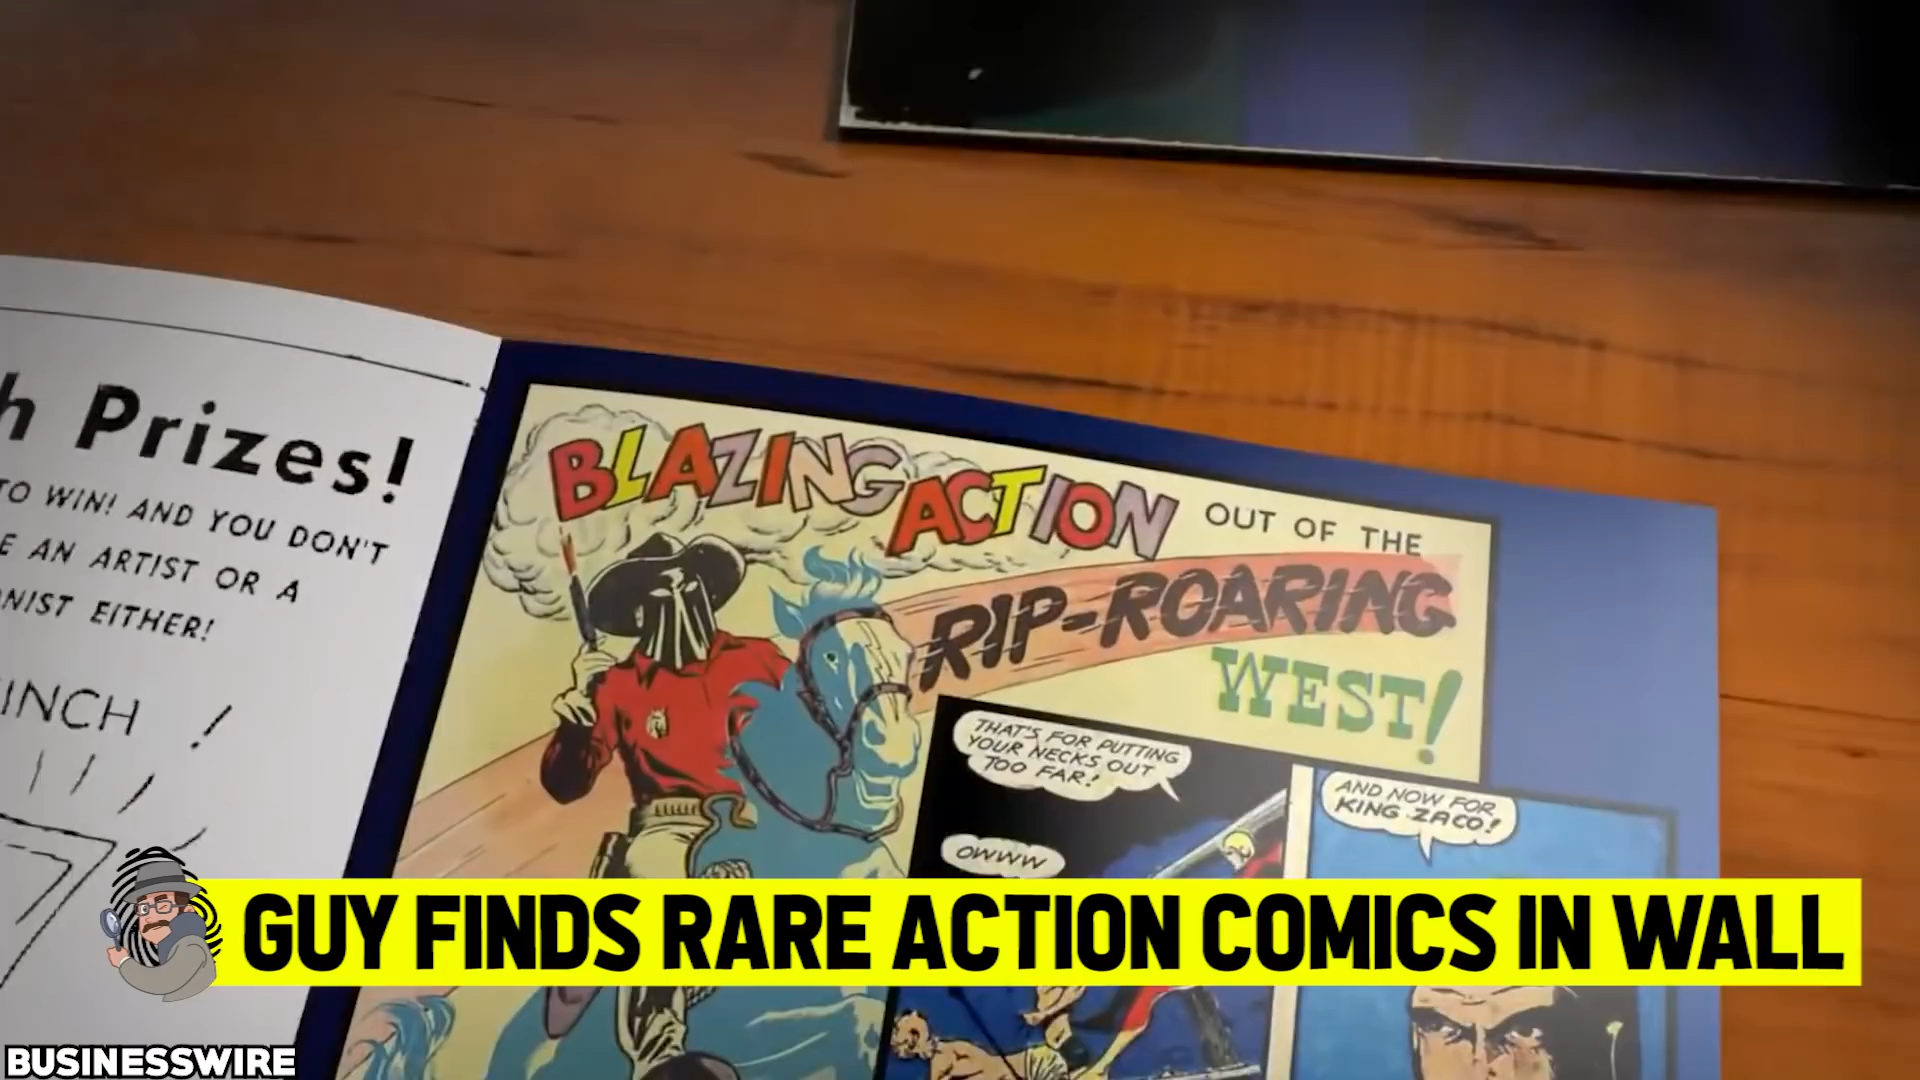 h Prizes!
TO WIN! AND YOU DON'T
E AN ARTIST OR A
NIST EITHER!
INCH !
BLAZING ACTION OUT OF THE
RIP-ROARING
WEST!
THAT'S FOR PUTTING
YOUR NECKS OUT
TOO FAR!
OWWW
AND NOW FOR
KING ZACO!
GUY FINDS RARE ACTION COMICS IN WALL
BUSINESSWIRE